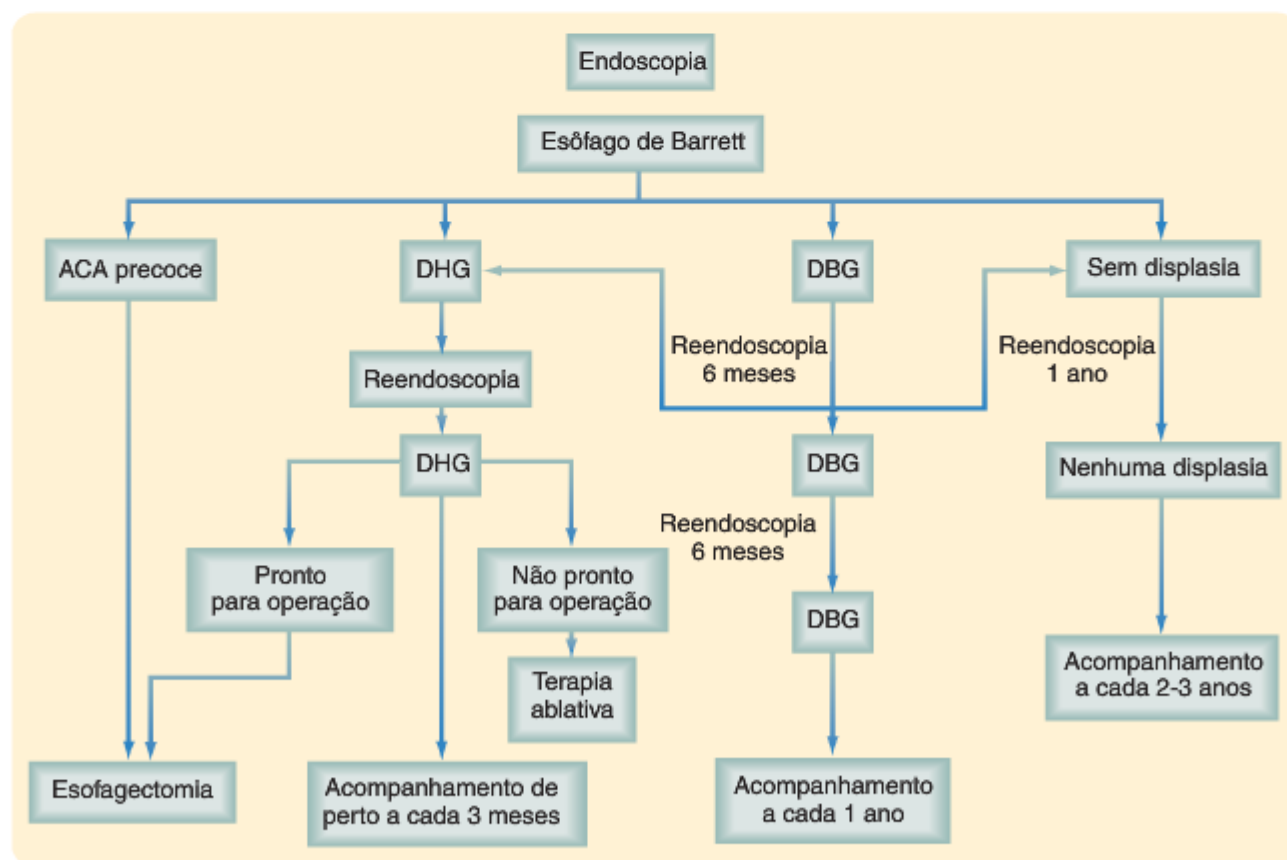 Endoscopia
Esôfago de Barrett
ACA precoce
DHG
DBG
Sem displasia
Reendoscopia
6 meses
Reendoscopia
1 ano
Reendoscopia
DHG
DBG
Nenhuma displasia
Reendoscopia
6 meses
Pronto
para operação
Não pronto
para operação
DBG
Terapia
ablativa
Acompanhamento
a cada 2-3 anos
Esofagectomia
Acompanhamento de
perto a cada 3 meses
Acompanhamento
a cada 1 ano